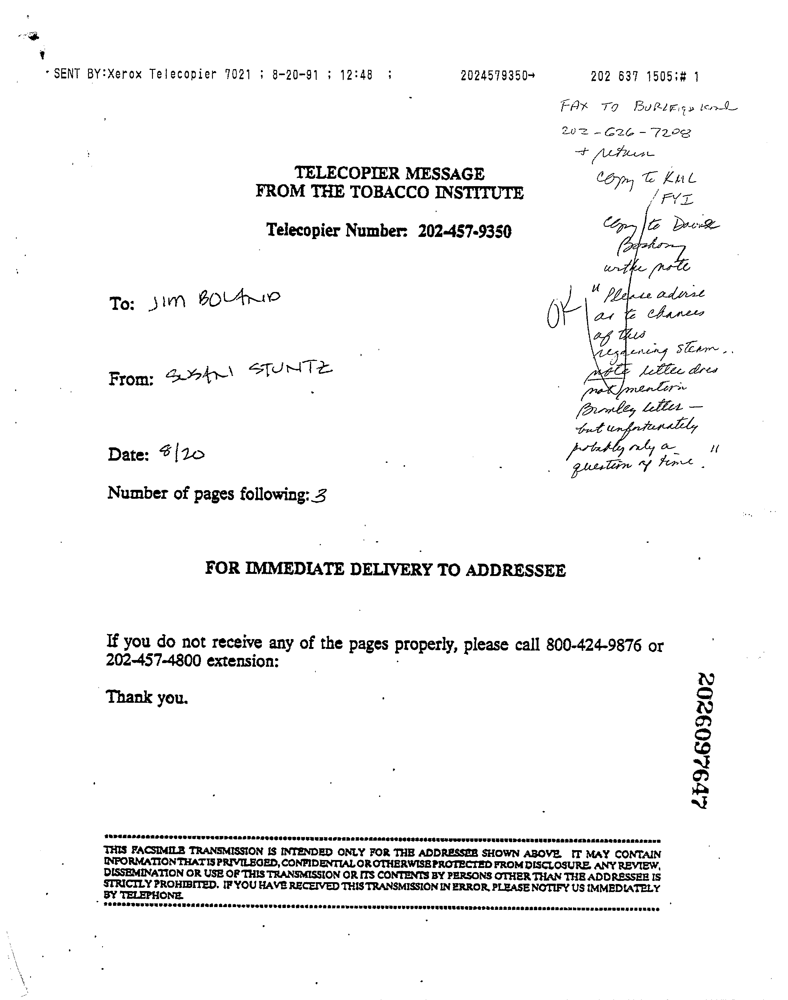 SENT BY:Xerox Telecopier 7021 ; 8-20-91 ; 12:48 ; 2024579350→ 202 637 1505;# 1
FAX TO BURLEIGH
202-626-7208
+ return
Copy to KML
/FYI
Copy to David
with note
"Please advise
as to chances
of this
regaining steam..
note letter does
not mention
Bromley letter –
but unfortunately
probably only a
question of time."
OK
TELECOPIER MESSAGE
FROM THE TOBACCO INSTITUTE
Telecopier Number: 202-457-9350
To: JIM BOLAND
From: SUSAN STUNTZ
Date: 8/20
Number of pages following: 3
FOR IMMEDIATE DELIVERY TO ADDRESSEE
If you do not receive any of the pages properly, please call 800-424-9876 or
202-457-4800 extension:
Thank you.
2026097647
THIS FACSIMILE TRANSMISSION IS INTENDED ONLY FOR THE ADDRESSEE SHOWN ABOVE. IT MAY CONTAIN
INFORMATION THAT IS PRIVILEGED, CONFIDENTIAL OR OTHERWISE PROTECTED FROM DISCLOSURE. ANY REVIEW,
DISSEMINATION OR USE OF THIS TRANSMISSION OR ITS CONTENTS BY PERSONS OTHER THAN THE ADDRESSEE IS
STRICTLY PROHIBITED. IF YOU HAVE RECEIVED THIS TRANSMISSION IN ERROR, PLEASE NOTIFY US IMMEDIATELY
BY TELEPHONE.